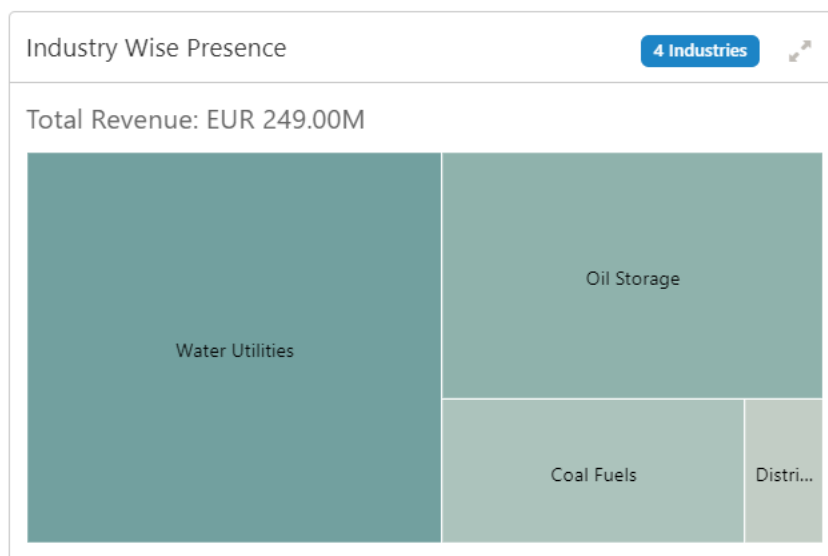 Industry Wise Presence
4 Industries
Total Revenue: EUR 249.00M
Water Utilities
Oil Storage
Coal Fuels
Distri...